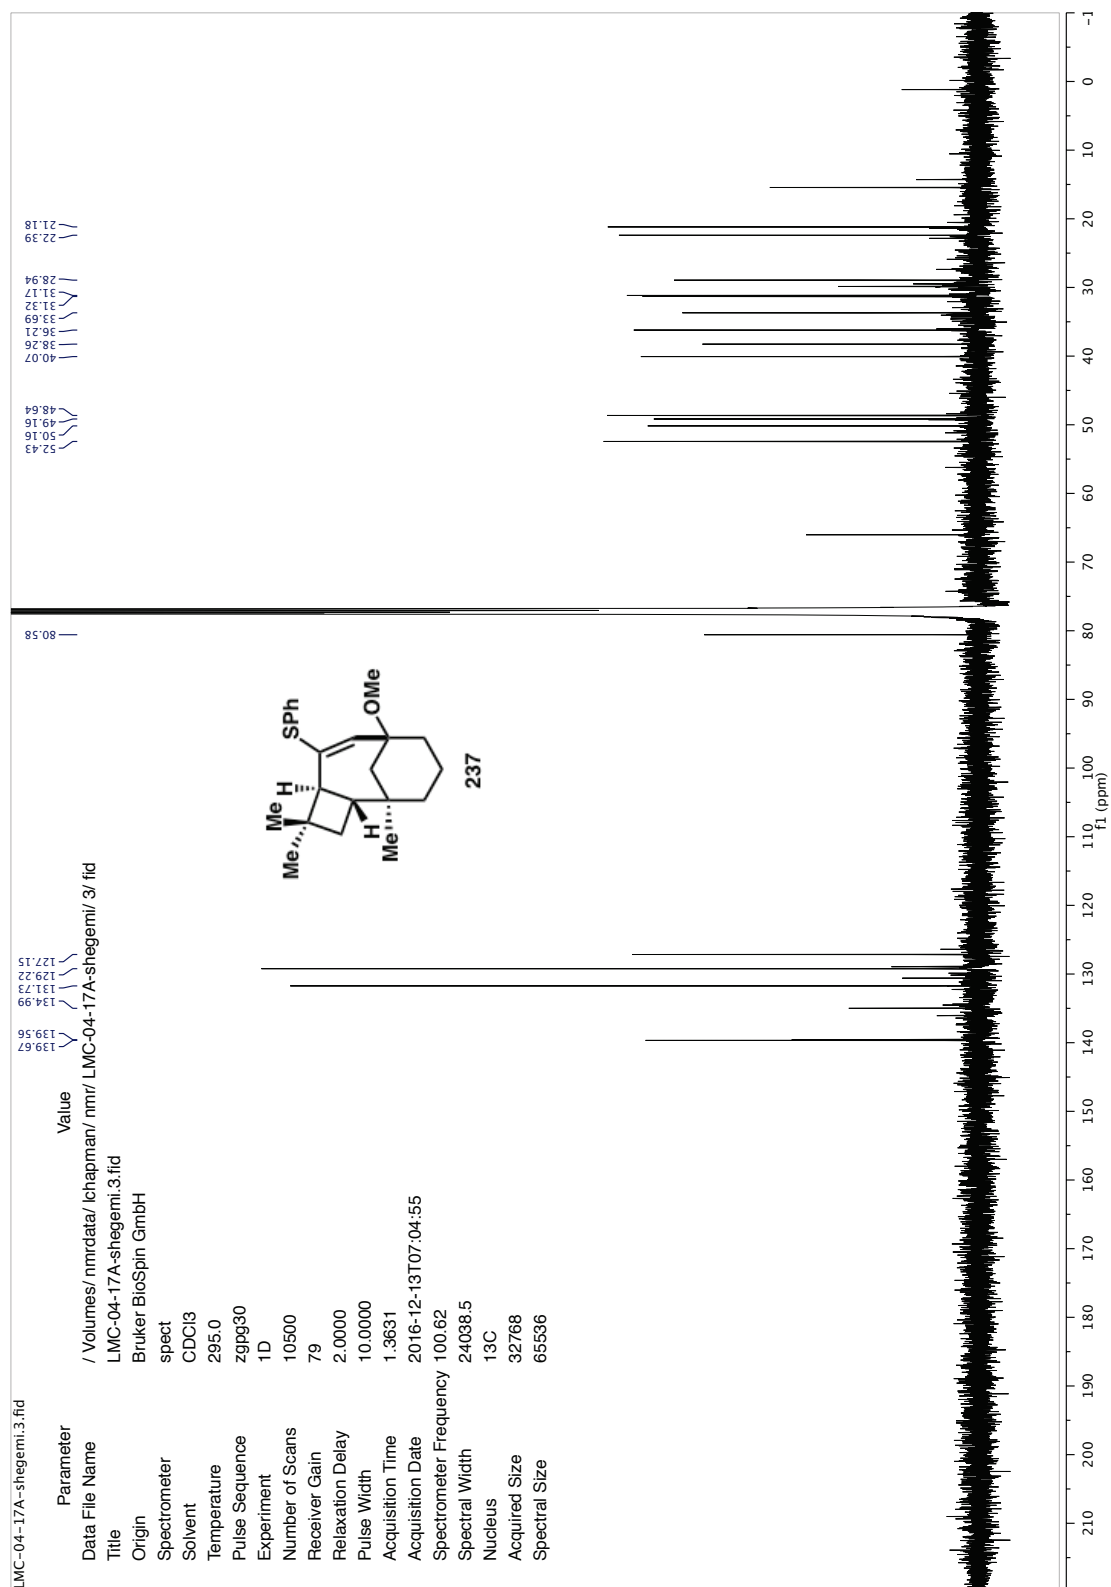 LMC-04-17A-shegemi.3.fid
Parameter Value
Data File Name / Volumes/ nmrdata/ lchapman/ nmr/ LMC-04-17A-shegemi/ 3/ fid
Title LMC-04-17A-shegemi.3.fid
Origin Bruker BioSpin GmbH
Spectrometer spect
Solvent CDCl3
Temperature 295.0
Pulse Sequence zgpg30
Experiment 1D
Number of Scans 10500
Receiver Gain 79
Relaxation Delay 2.0000
Pulse Width 10.0000
Acquisition Time 1.3631
Acquisition Date 2016-12-13T07:04:55
Spectrometer Frequency 100.62
Spectral Width 24038.5
Nucleus 13C
Acquired Size 32768
Spectral Size 65536
139.67
139.56
134.99
131.73
129.22
127.15
80.58
52.43
50.16
49.16
48.64
40.07
38.26
36.21
33.69
31.32
31.17
28.94
22.39
21.18
Me
Me
H
SPh
H
Me
OMe
237
210 200 190 180 170 160 150 140 130 120 110 100 90 80 70 60 50 40 30 20 10 0 -1
f1 (ppm)